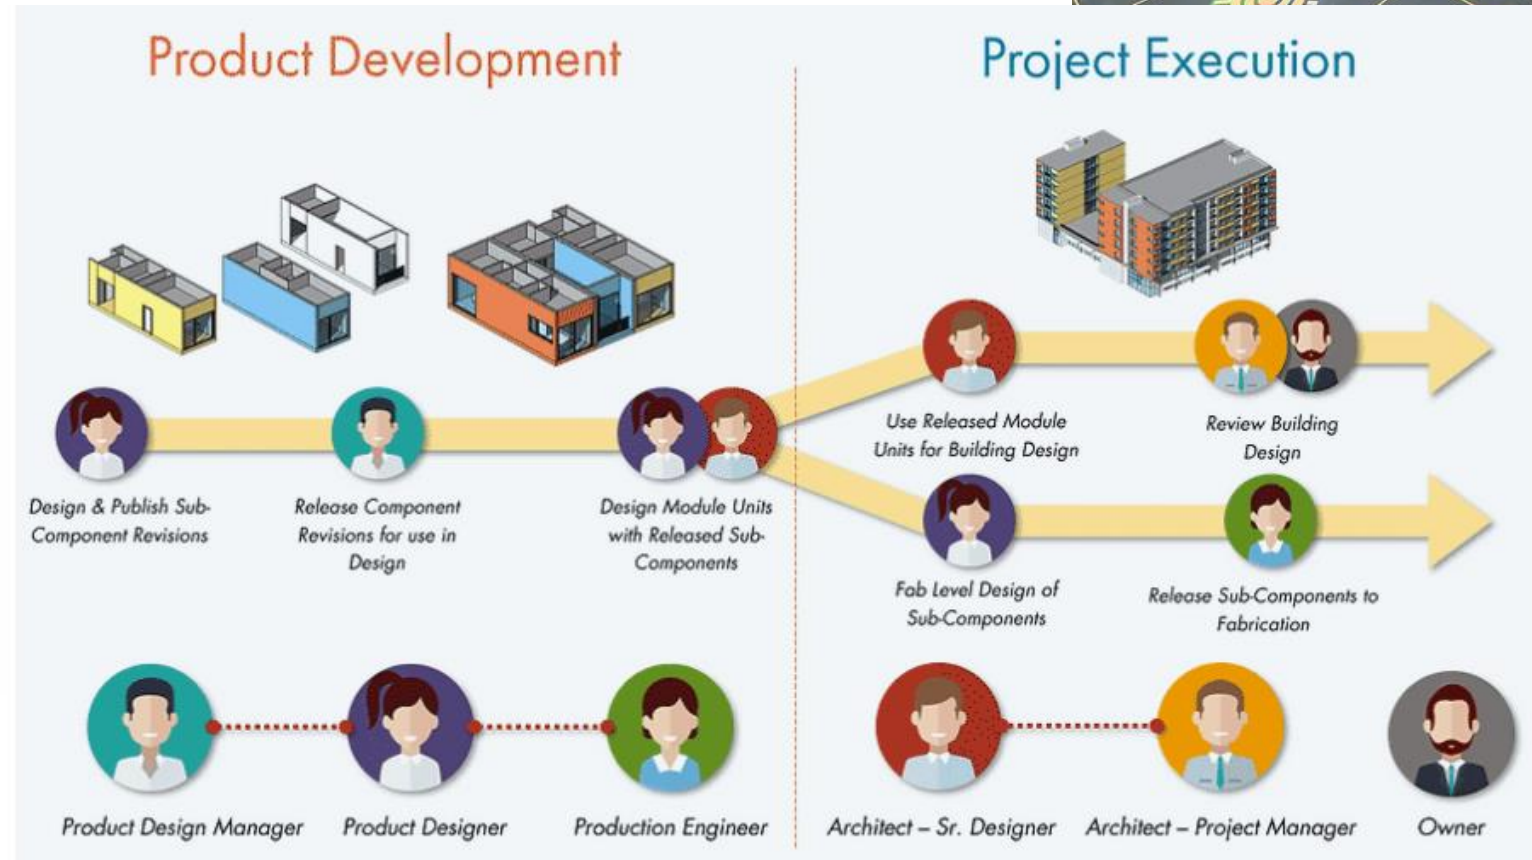 Product Development
Project Execution
Design & Publish Sub-
Component Revisions
Release Component
Revisions for use in
Design
Design Module Units
with Released Sub-
Components
Use Released Module
Units for Building Design
Review Building
Design
Fab Level Design of
Sub-Components
Release Sub-Components to
Fabrication
Product Design Manager
Product Designer
Production Engineer
Architect – Sr. Designer
Architect – Project Manager
Owner